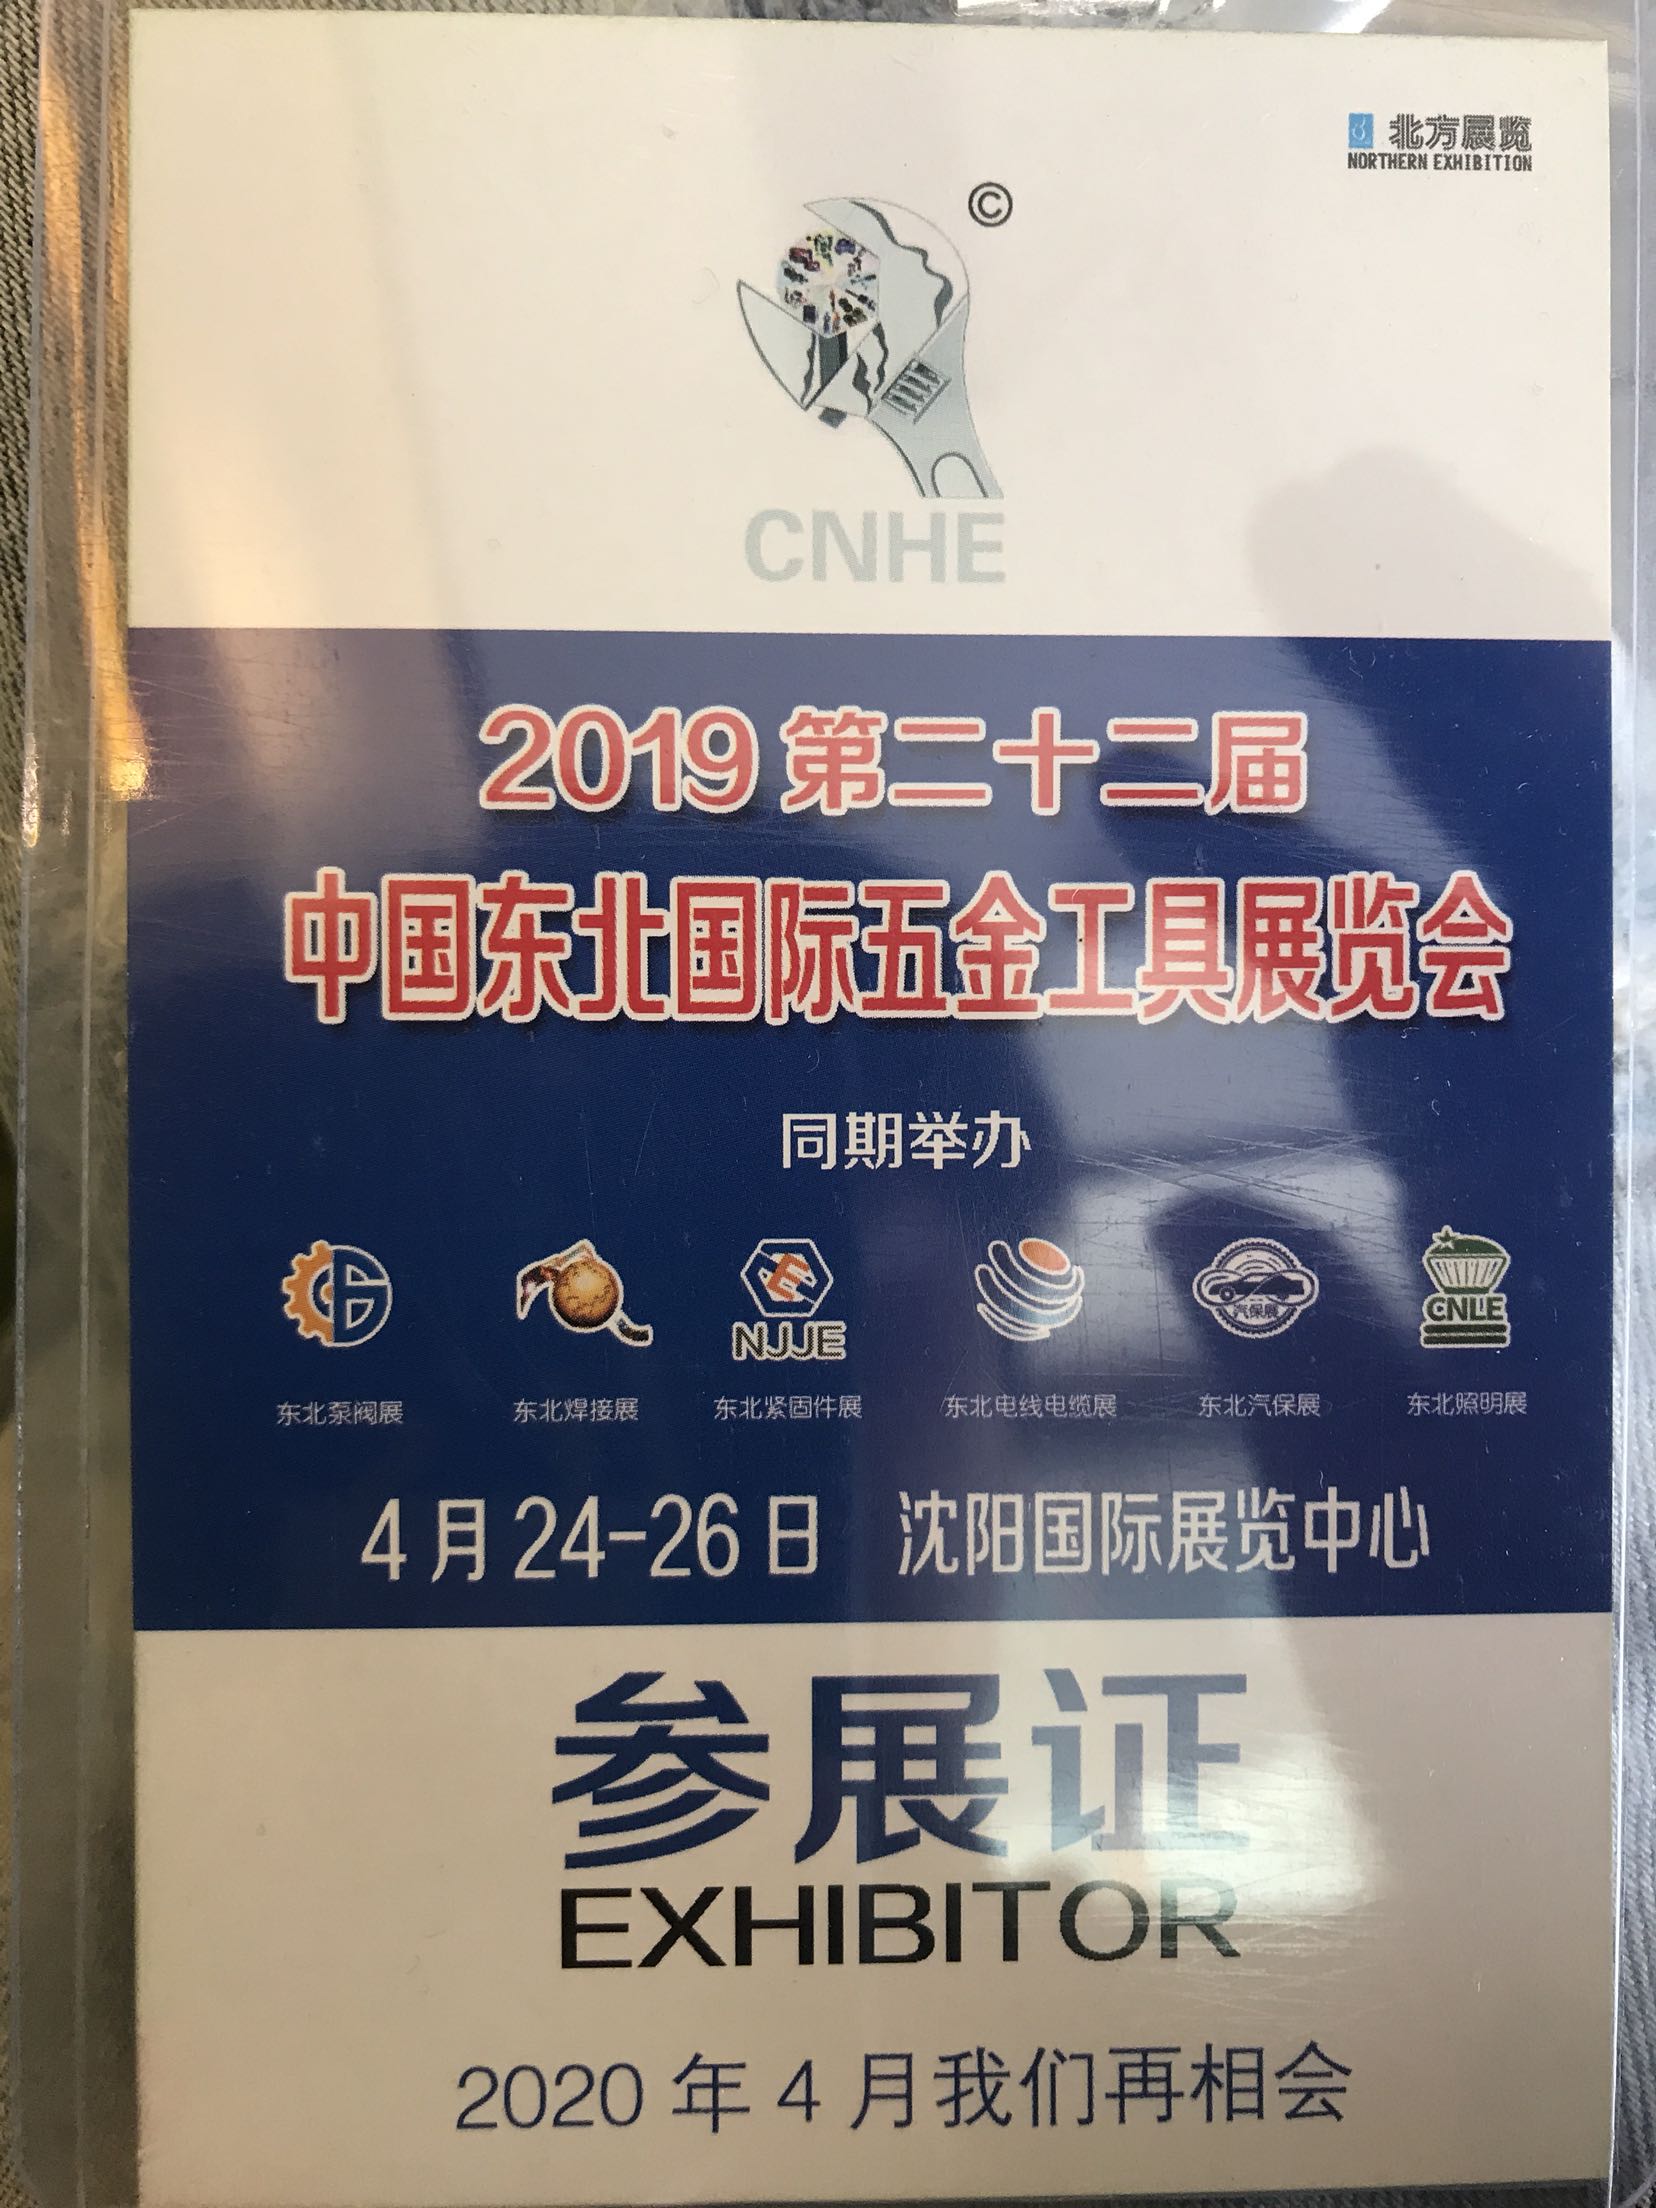 北方展览
NORTHERN EXHIBITION
©
CNHE
2019 第二十二届
中国东北国际五金工具展览会
同期举办
NJJE
汽保展
CNLE
东北泵阀展 东北焊接展 东北紧固件展 东北电线电缆展 东北汽保展 东北照明展
4月24-26日 沈阳国际展览中心
参展证
EXHIBITOR
2020年4月我们再相会